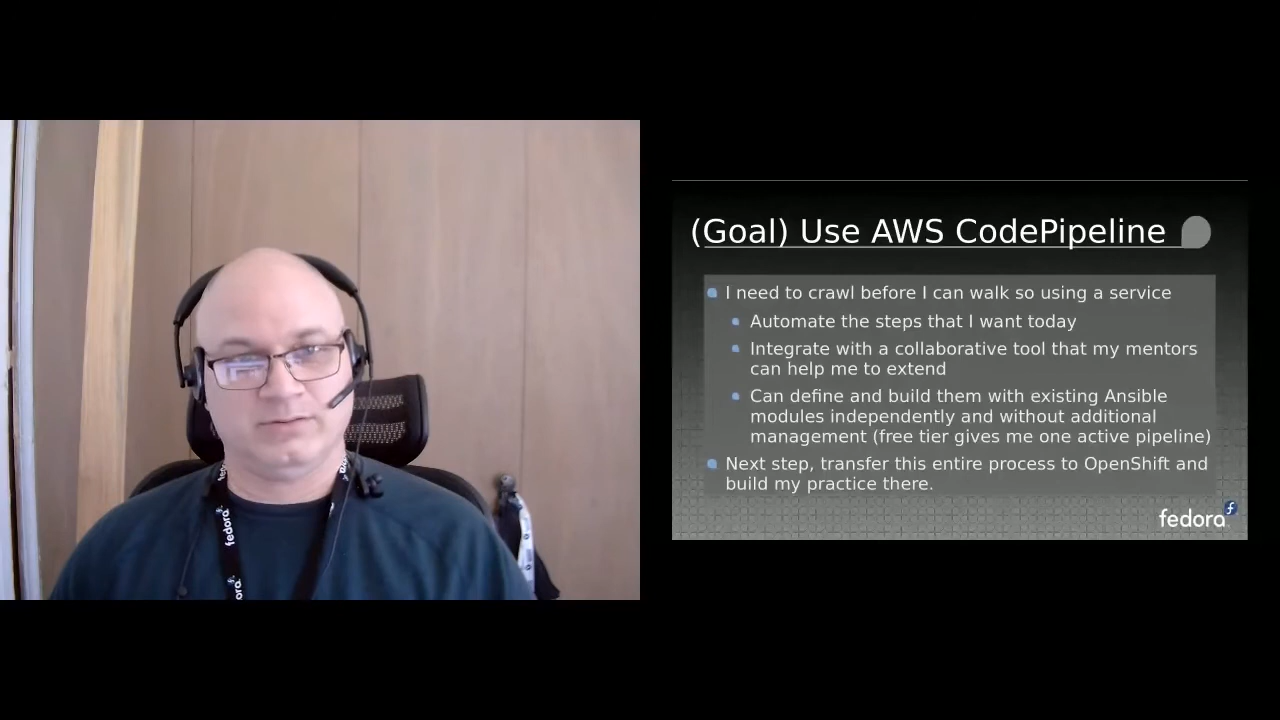 fedora
ora
(Goal) Use AWS CodePipeline
I need to crawl before I can walk so using a service
Automate the steps that I want today
Integrate with a collaborative tool that my mentors
can help me to extend
Can define and build them with existing Ansible
modules independently and without additional
management (free tier gives me one active pipeline)
Next step, transfer this entire process to OpenShift and
build my practice there.
fedora